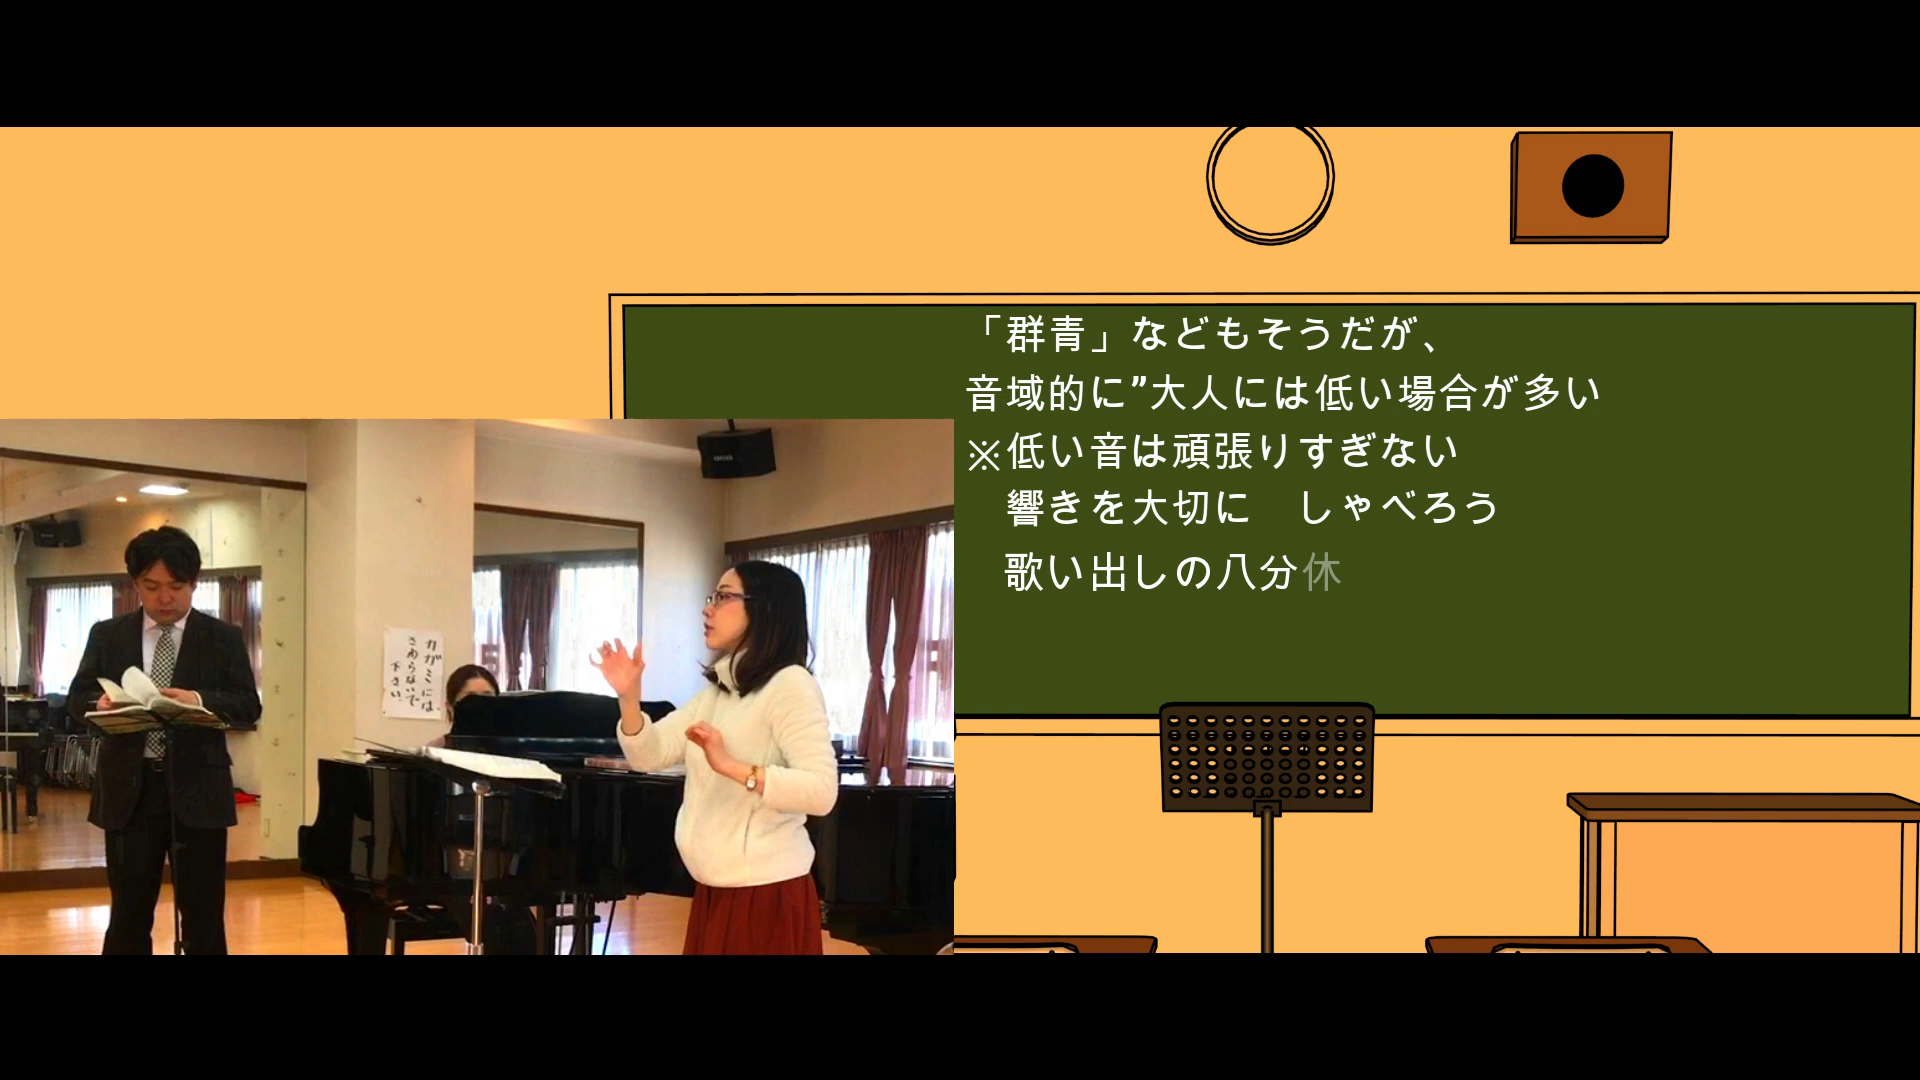 「群青」などもそうだが、
音域的に”大人には低い場合が多い
※低い音は頑張りすぎない
響きを大切に　しゃべろう
歌い出しの八分休
カガミには
さわらないで
下さい。